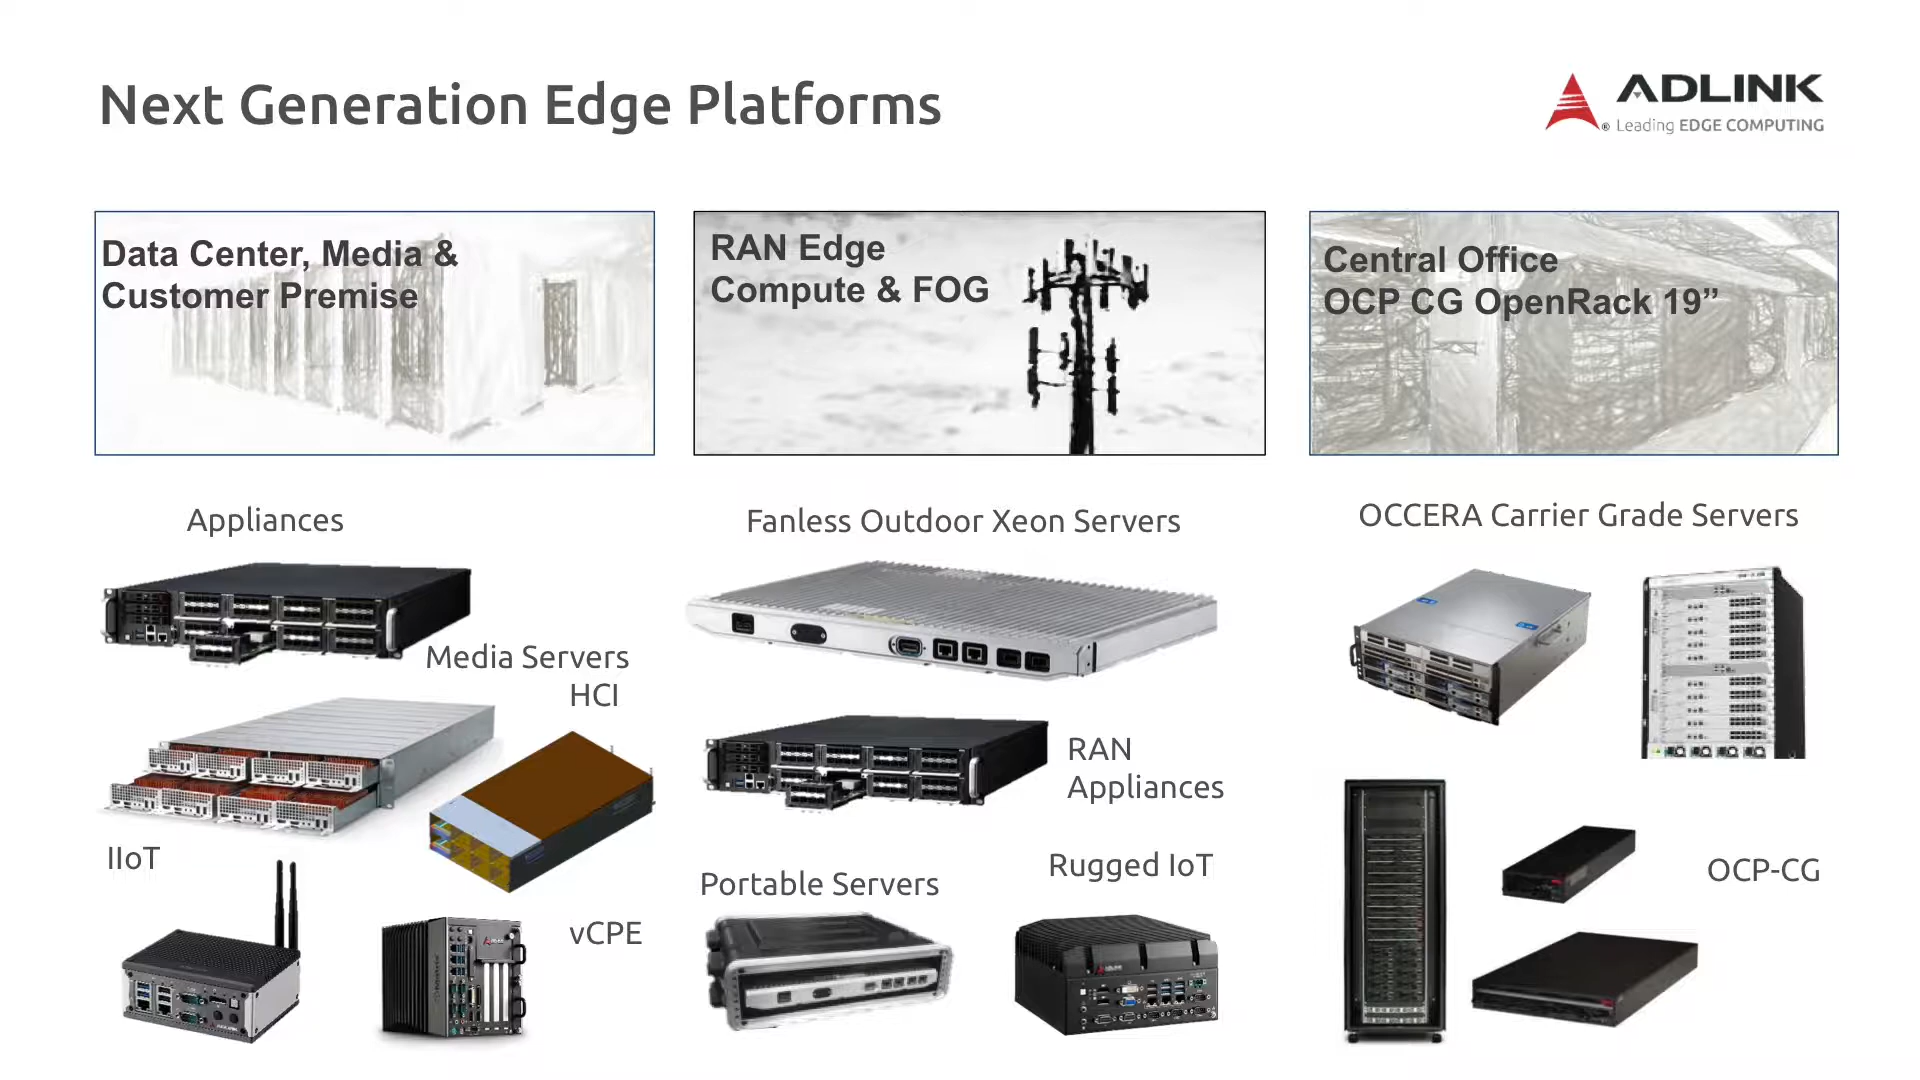 Next Generation Edge Platforms
ADLINK
® Leading EDGE COMPUTING
Data Center, Media &
Customer Premise
RAN Edge
Compute & FOG
Central Office
OCP CG OpenRack 19”
Appliances
Media Servers
HCI
IIoT
vCPE
Fanless Outdoor Xeon Servers
RAN
Appliances
Portable Servers
Rugged IoT
OCCERA Carrier Grade Servers
OCP-CG
ADLINK
ADLINK